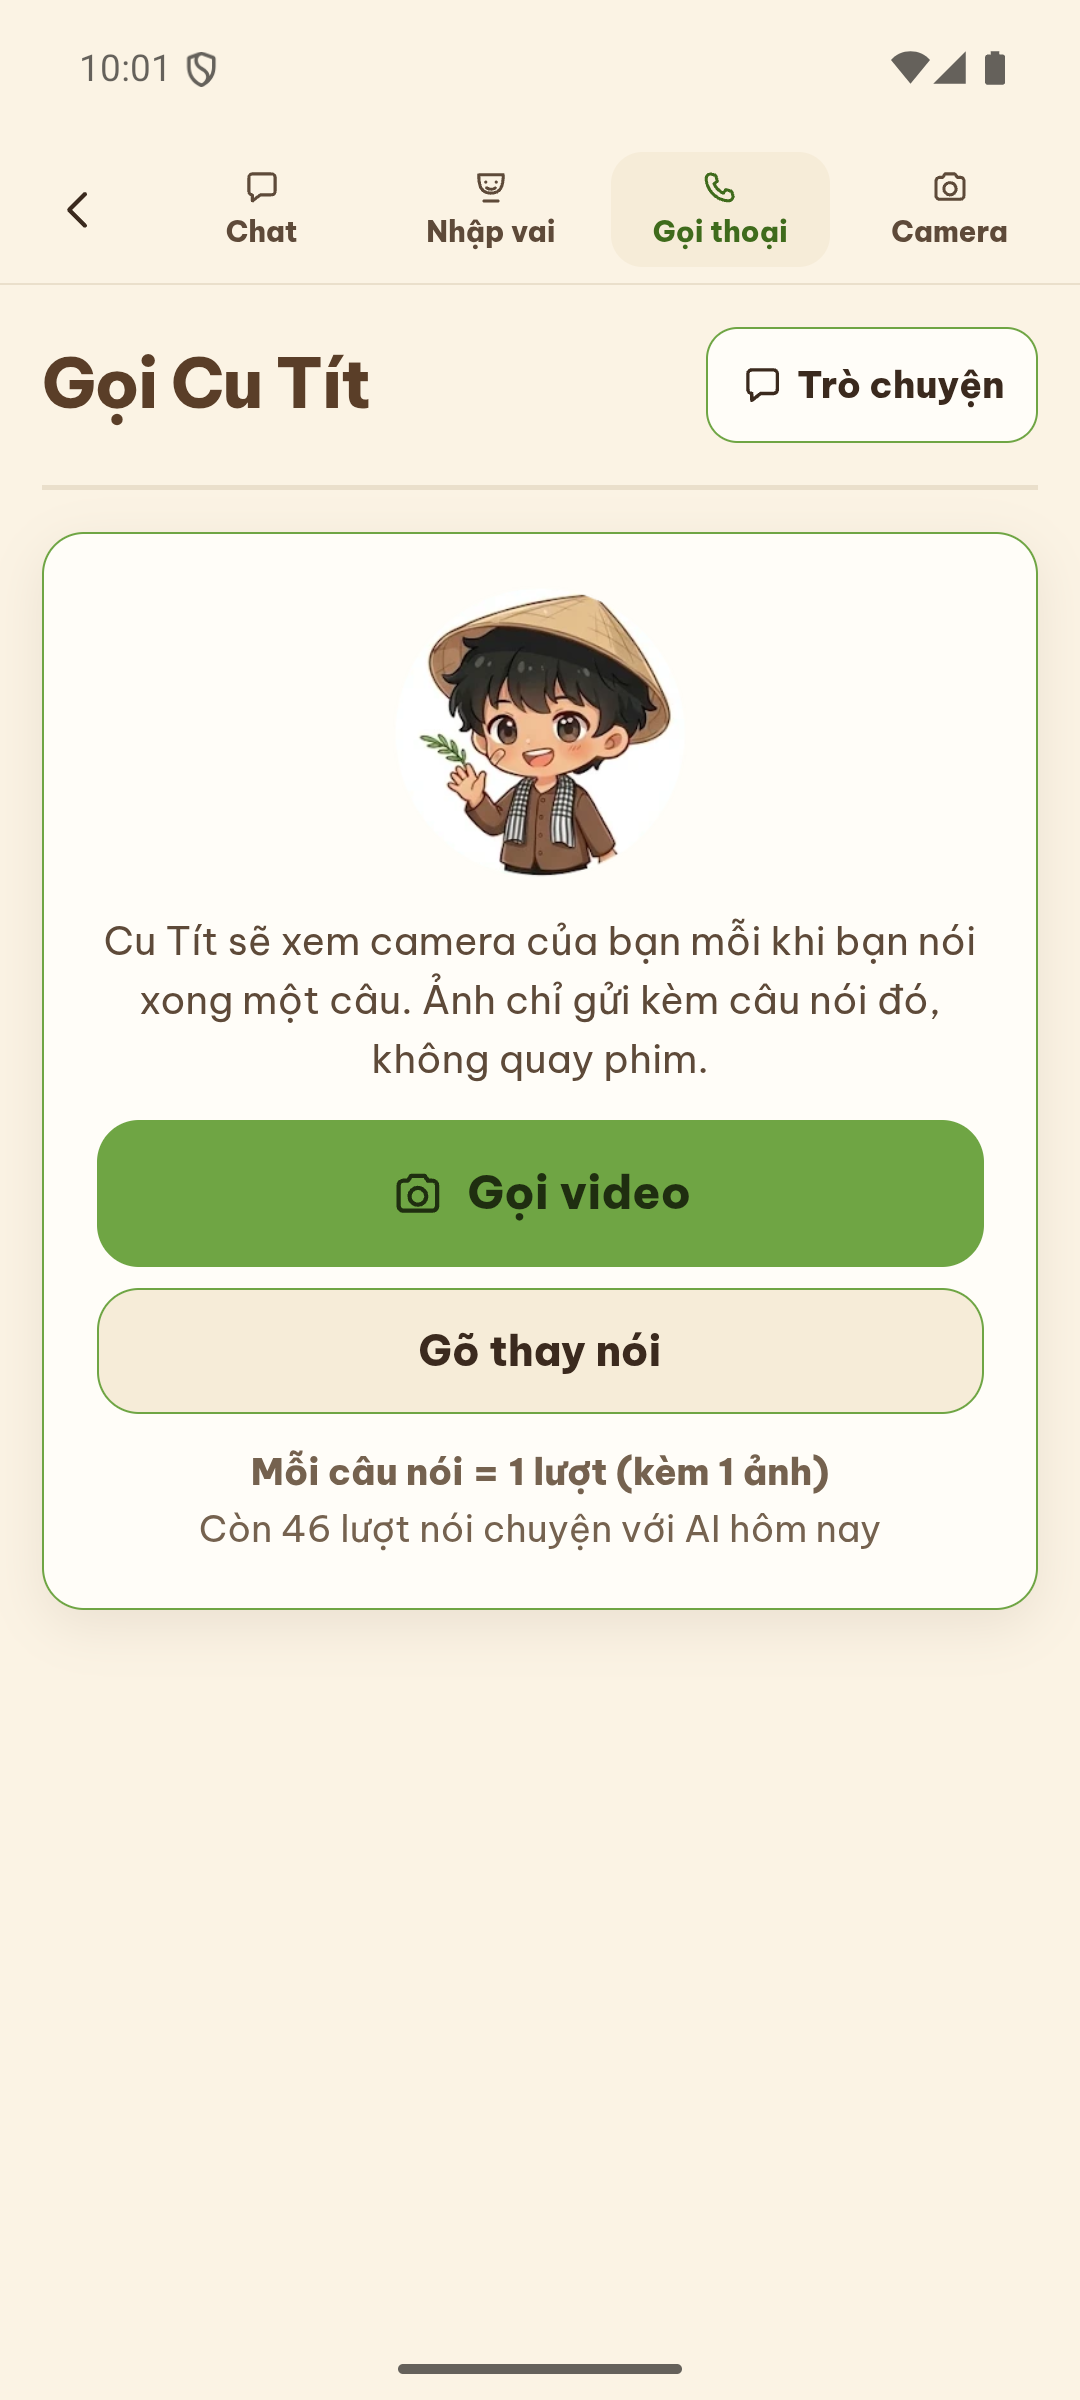 10:01
Chat
Nhập vai
Gọi thoại
Camera
Gọi Cu Tít
Trò chuyện
Cu Tít sẽ xem camera của bạn mỗi khi bạn nói
xong một câu. Ảnh chỉ gửi kèm câu nói đó,
không quay phim.
Gọi video
Gõ thay nói
Mỗi câu nói = 1 lượt (kèm 1 ảnh)
Còn 46 lượt nói chuyện với AI hôm nay